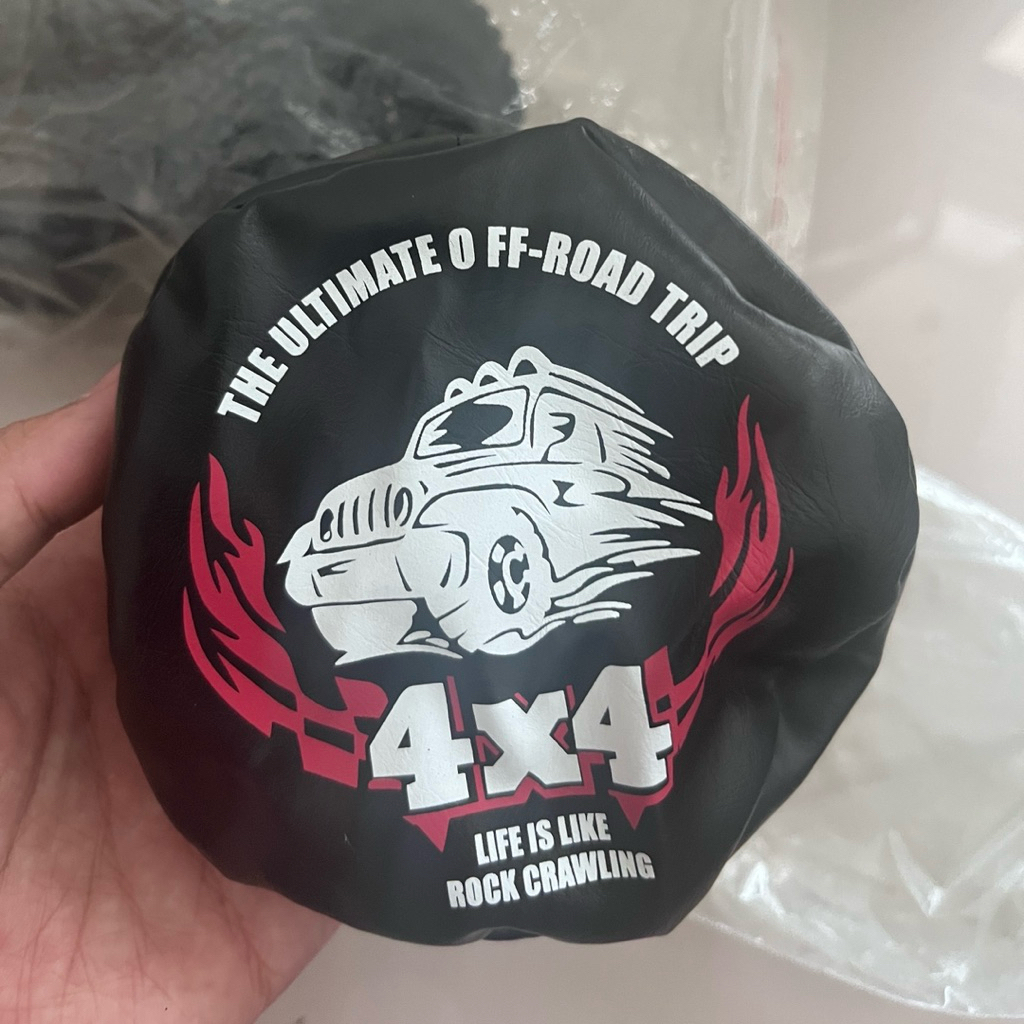 THE ULTIMATE O FF-ROAD TRIP
4x4
LIFE IS LIKE
ROCK CRAWLING